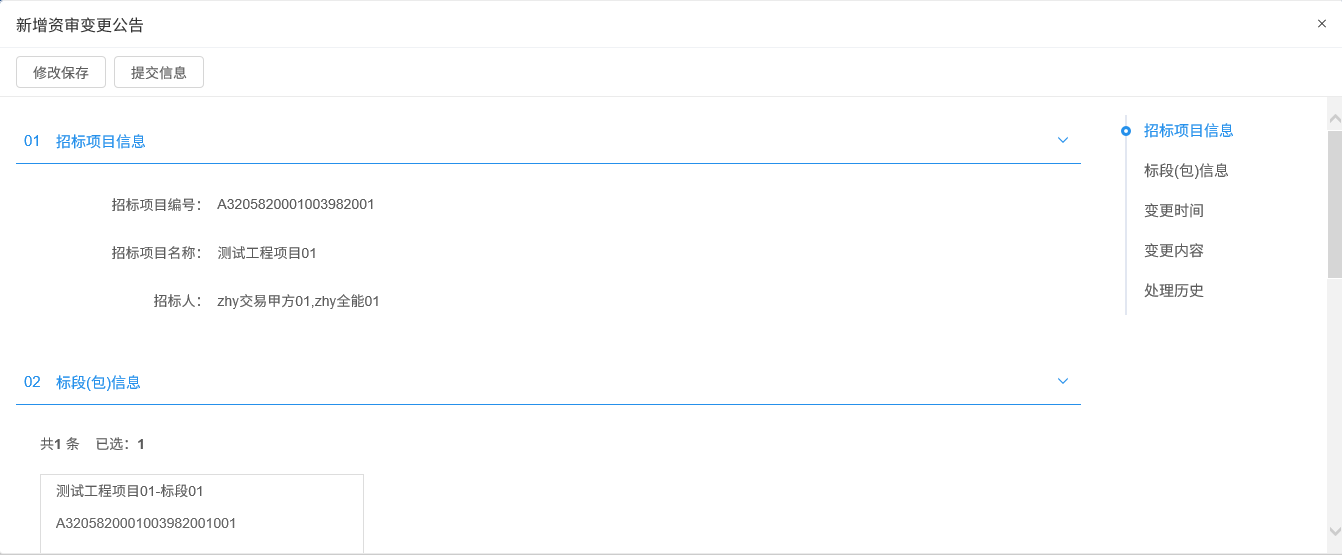 新增资审变更公告
×
修改保存 提交信息
01 招标项目信息
招标项目编号： A3205820001003982001
招标项目名称： 测试工程项目01
招标人： zhy交易甲方01,zhy全能01
02 标段(包)信息
共1 条 已选：1
测试工程项目01-标段01
A3205820001003982001001
招标项目信息
标段(包)信息
变更时间
变更内容
处理历史